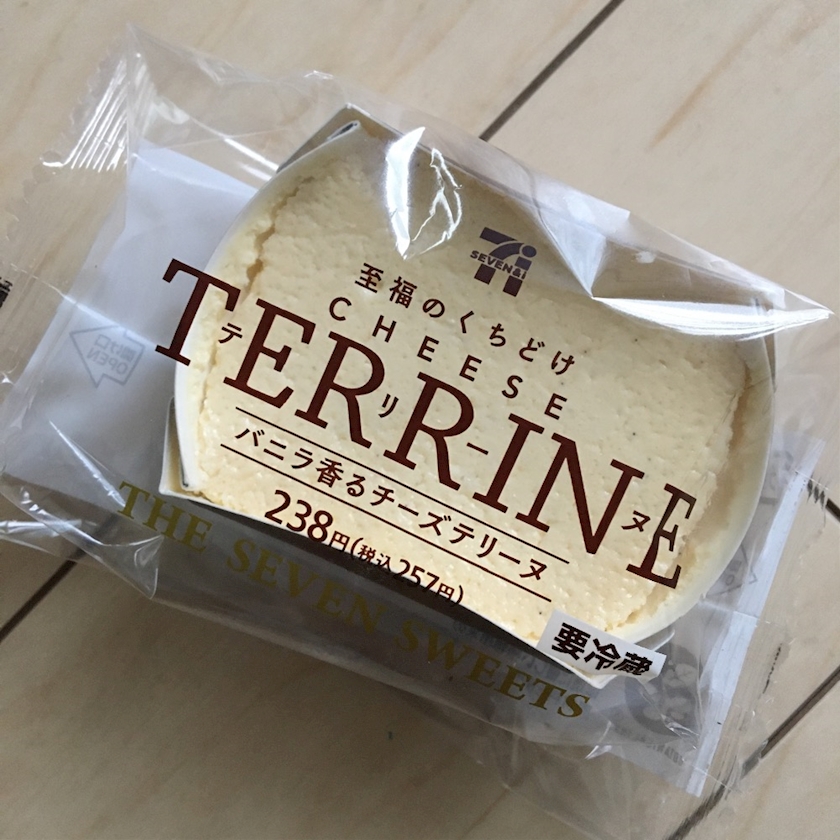 SEVEN&i
至福のくちどけ
CHEESE
TERRINE
テリーヌ
バニラ香るチーズテリーヌ
238円(税込257円)
THE SEVEN SWEETS
要冷蔵
OPEN